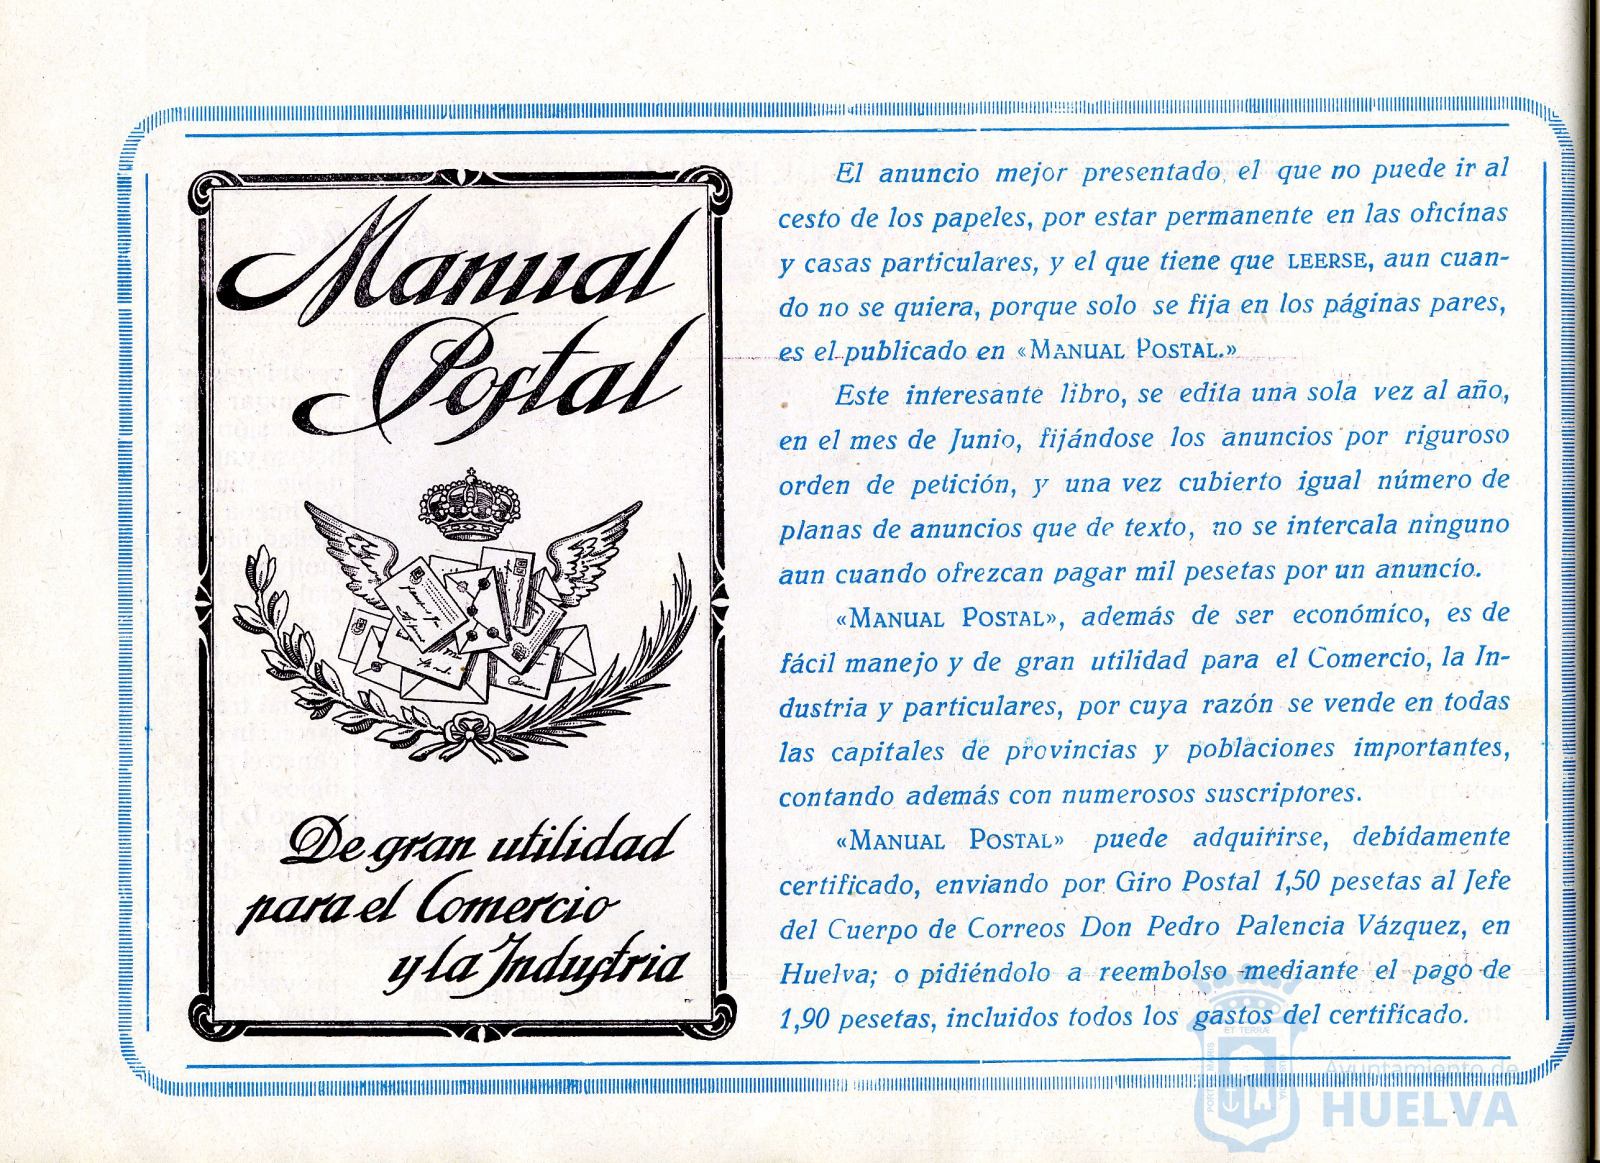 Manual
Postal
De gran utilidad
para el Comercio
y la Industria
El anuncio mejor presentado, el que no puede ir al
cesto de los papeles, por estar permanente en las oficinas
y casas particulares, y el que tiene que LEERSE, aun cuan-
do no se quiera, porque solo se fija en los páginas pares,
es el publicado en «MANUAL POSTAL.»
Este interesante libro, se edita una sola vez al año,
en el mes de Junio, fijándose los anuncios por riguroso
orden de petición, y una vez cubierto igual número de
planas de anuncios que de texto, no se intercala ninguno
aun cuando ofrezcan pagar mil pesetas por un anuncio.
«MANUAL POSTAL», además de ser económico, es de
fácil manejo y de gran utilidad para el Comercio, la In-
dustria y particulares, por cuya razón se vende en todas
las capitales de provincias y poblaciones importantes,
contando además con numerosos suscriptores.
«MANUAL POSTAL» puede adquirirse, debidamente
certificado, enviando por Giro Postal 1,50 pesetas al Jefe
del Cuerpo de Correos Don Pedro Palencia Vázquez, en
Huelva; o pidiéndolo a reembolso mediante el pago de
1,90 pesetas, incluidos todos los gastos del certificado.
PORTUS MARIS ET TERRÆ CUSTODIA
Ayuntamiento de
HUELVA